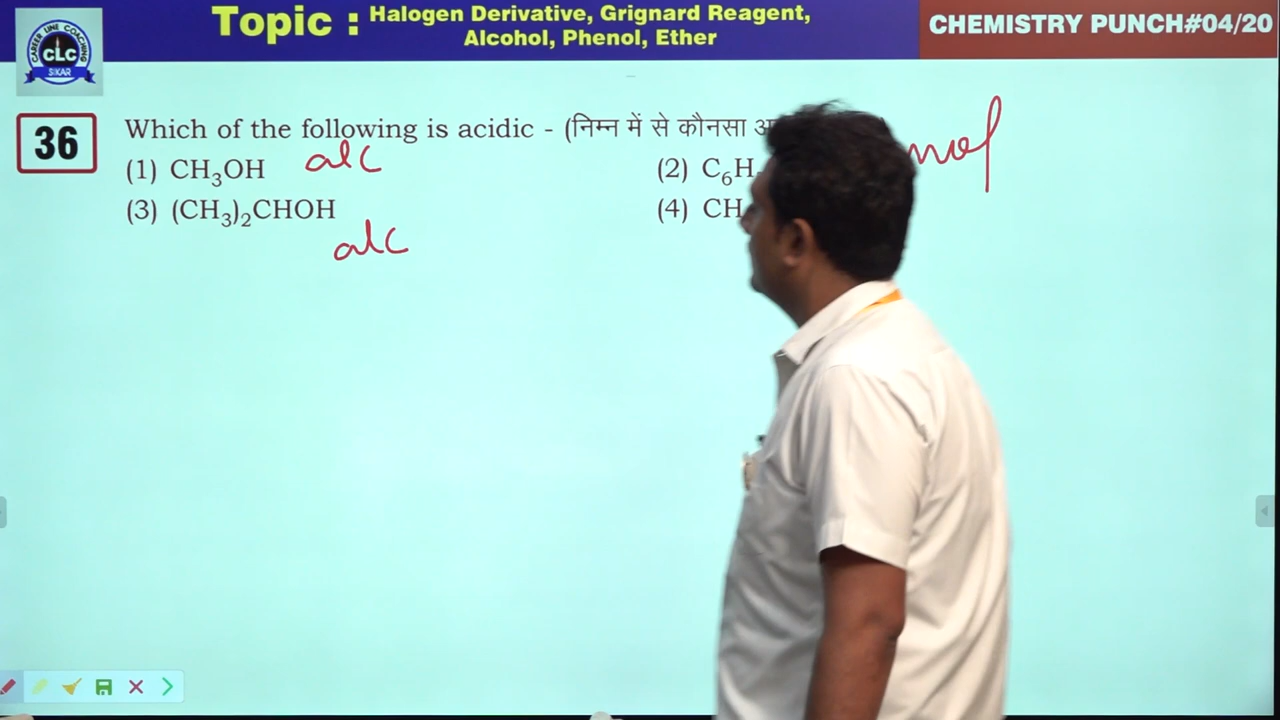 Topic : Halogen Derivative, Grignard Reagent,
Alcohol, Phenol, Ether
CHEMISTRY PUNCH#04/20
CAREER LINE COACHING
CLC
SIKAR
36 Which of the following is acidic - (निम्न में से कौनसा
(1) CH₃OH alc
(2) C₆H
(3) (CH₃)₂CHOH
(4) CH
alc